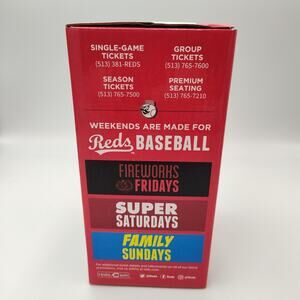 SINGLE-GAME
TICKETS
(513) 381-REDS
GROUP
TICKETS
(513) 765-7600
SEASON
TICKETS
(513) 765-7500
PREMIUM
SEATING
(513) 765-7210
WEEKENDS ARE MADE FOR
Reds BASEBALL
FIREWORKS
FRIDAYS
SUPER
SATURDAYS
FAMILY
SUNDAYS